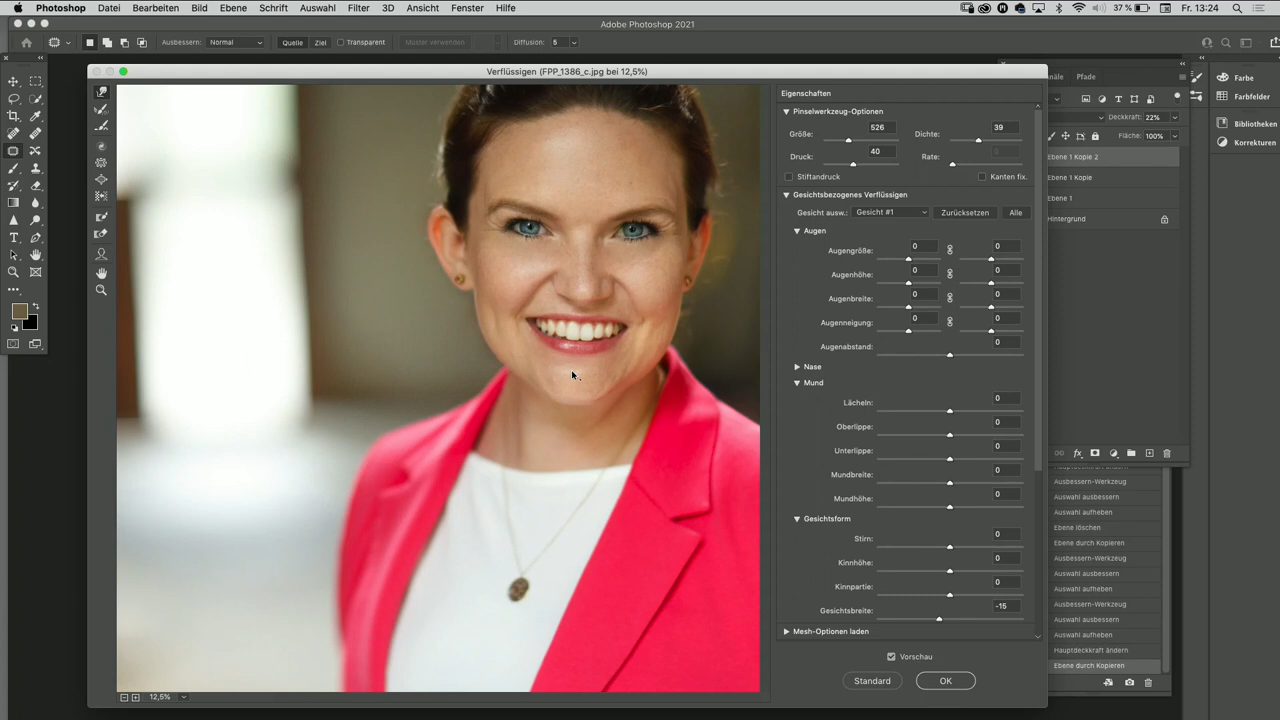 Photoshop Datei Bearbeiten Bild Ebene Schrift Auswahl Filter 3D Ansicht Fenster Hilfe 37 % Fr. 13:24
Adobe Photoshop 2021
Ausbessern: Normal Quelle Ziel Transparent Muster verwenden Diffusion: 5
Verflüssigen (FPP_1386_c.jpg bei 12,5%)
Eigenschaften
Pinselwerkzeug-Optionen
Größe: 526 Dichte: 39
Druck: 40 Rate: 0
Stiftandruck Kanten fix.
Gesichtsbezogenes Verflüssigen
Gesicht ausw.: Gesicht #1 Zurücksetzen Alle
Augen
Augengröße: 0 0
Augenhöhe: 0 0
Augenbreite: 0 0
Augenneigung: 0 0
Augenabstand: 0
Nase
Mund
Lächeln: 0
Oberlippe: 0
Unterlippe: 0
Mundbreite: 0
Mundhöhe: 0
Gesichtsform
Stirn: 0
Kinnhöhe: 0
Kinnpartie: 0
Gesichtsbreite: -15
Mesh-Optionen laden
Vorschau
Standard OK
12,5%
näle Pfade
Deckkraft: 22%
Fläche: 100%
Ebene 1 Kopie 2
Ebene 1 Kopie
Ebene 1
Hintergrund
Farbe
Farbfelder
Bibliotheken
Korrekturen
Ausbessern-Werkzeug
Auswahl ausbessern
Auswahl aufheben
Ebene löschen
Ebene durch Kopieren
Ausbessern-Werkzeug
Auswahl ausbessern
Auswahl aufheben
Ausbessern-Werkzeug
Auswahl ausbessern
Auswahl aufheben
Hauptdeckkraft ändern
Ebene durch Kopieren